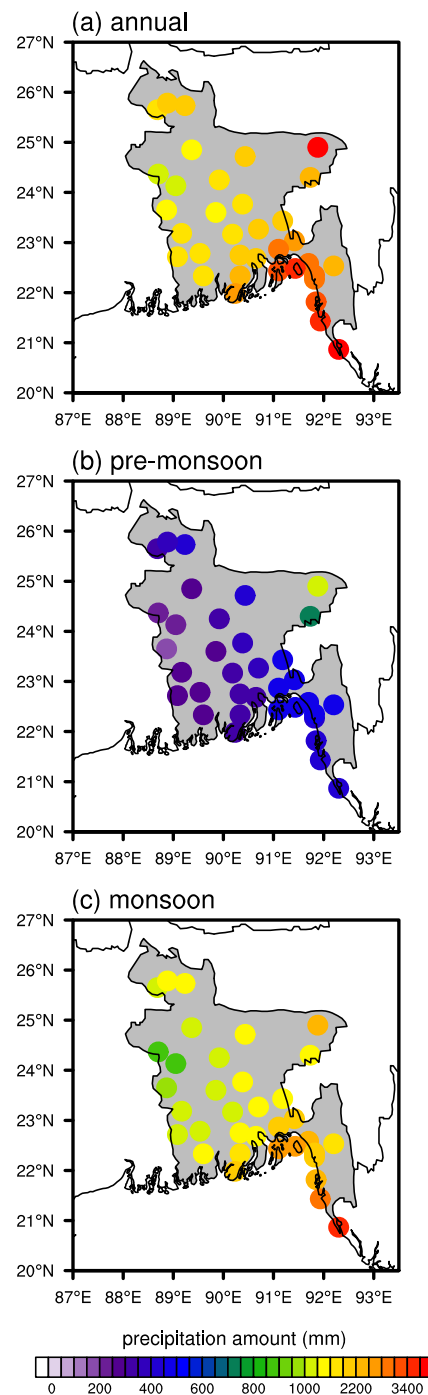 (a) annual
27°N
26°N
25°N
24°N
23°N
22°N
21°N
20°N
87°E 88°E 89°E 90°E 91°E 92°E 93°E
(b) pre-monsoon
27°N
26°N
25°N
24°N
23°N
22°N
21°N
20°N
87°E 88°E 89°E 90°E 91°E 92°E 93°E
(c) monsoon
27°N
26°N
25°N
24°N
23°N
22°N
21°N
20°N
87°E 88°E 89°E 90°E 91°E 92°E 93°E
precipitation amount (mm)
0 200 400 600 800 1000 2200 3400